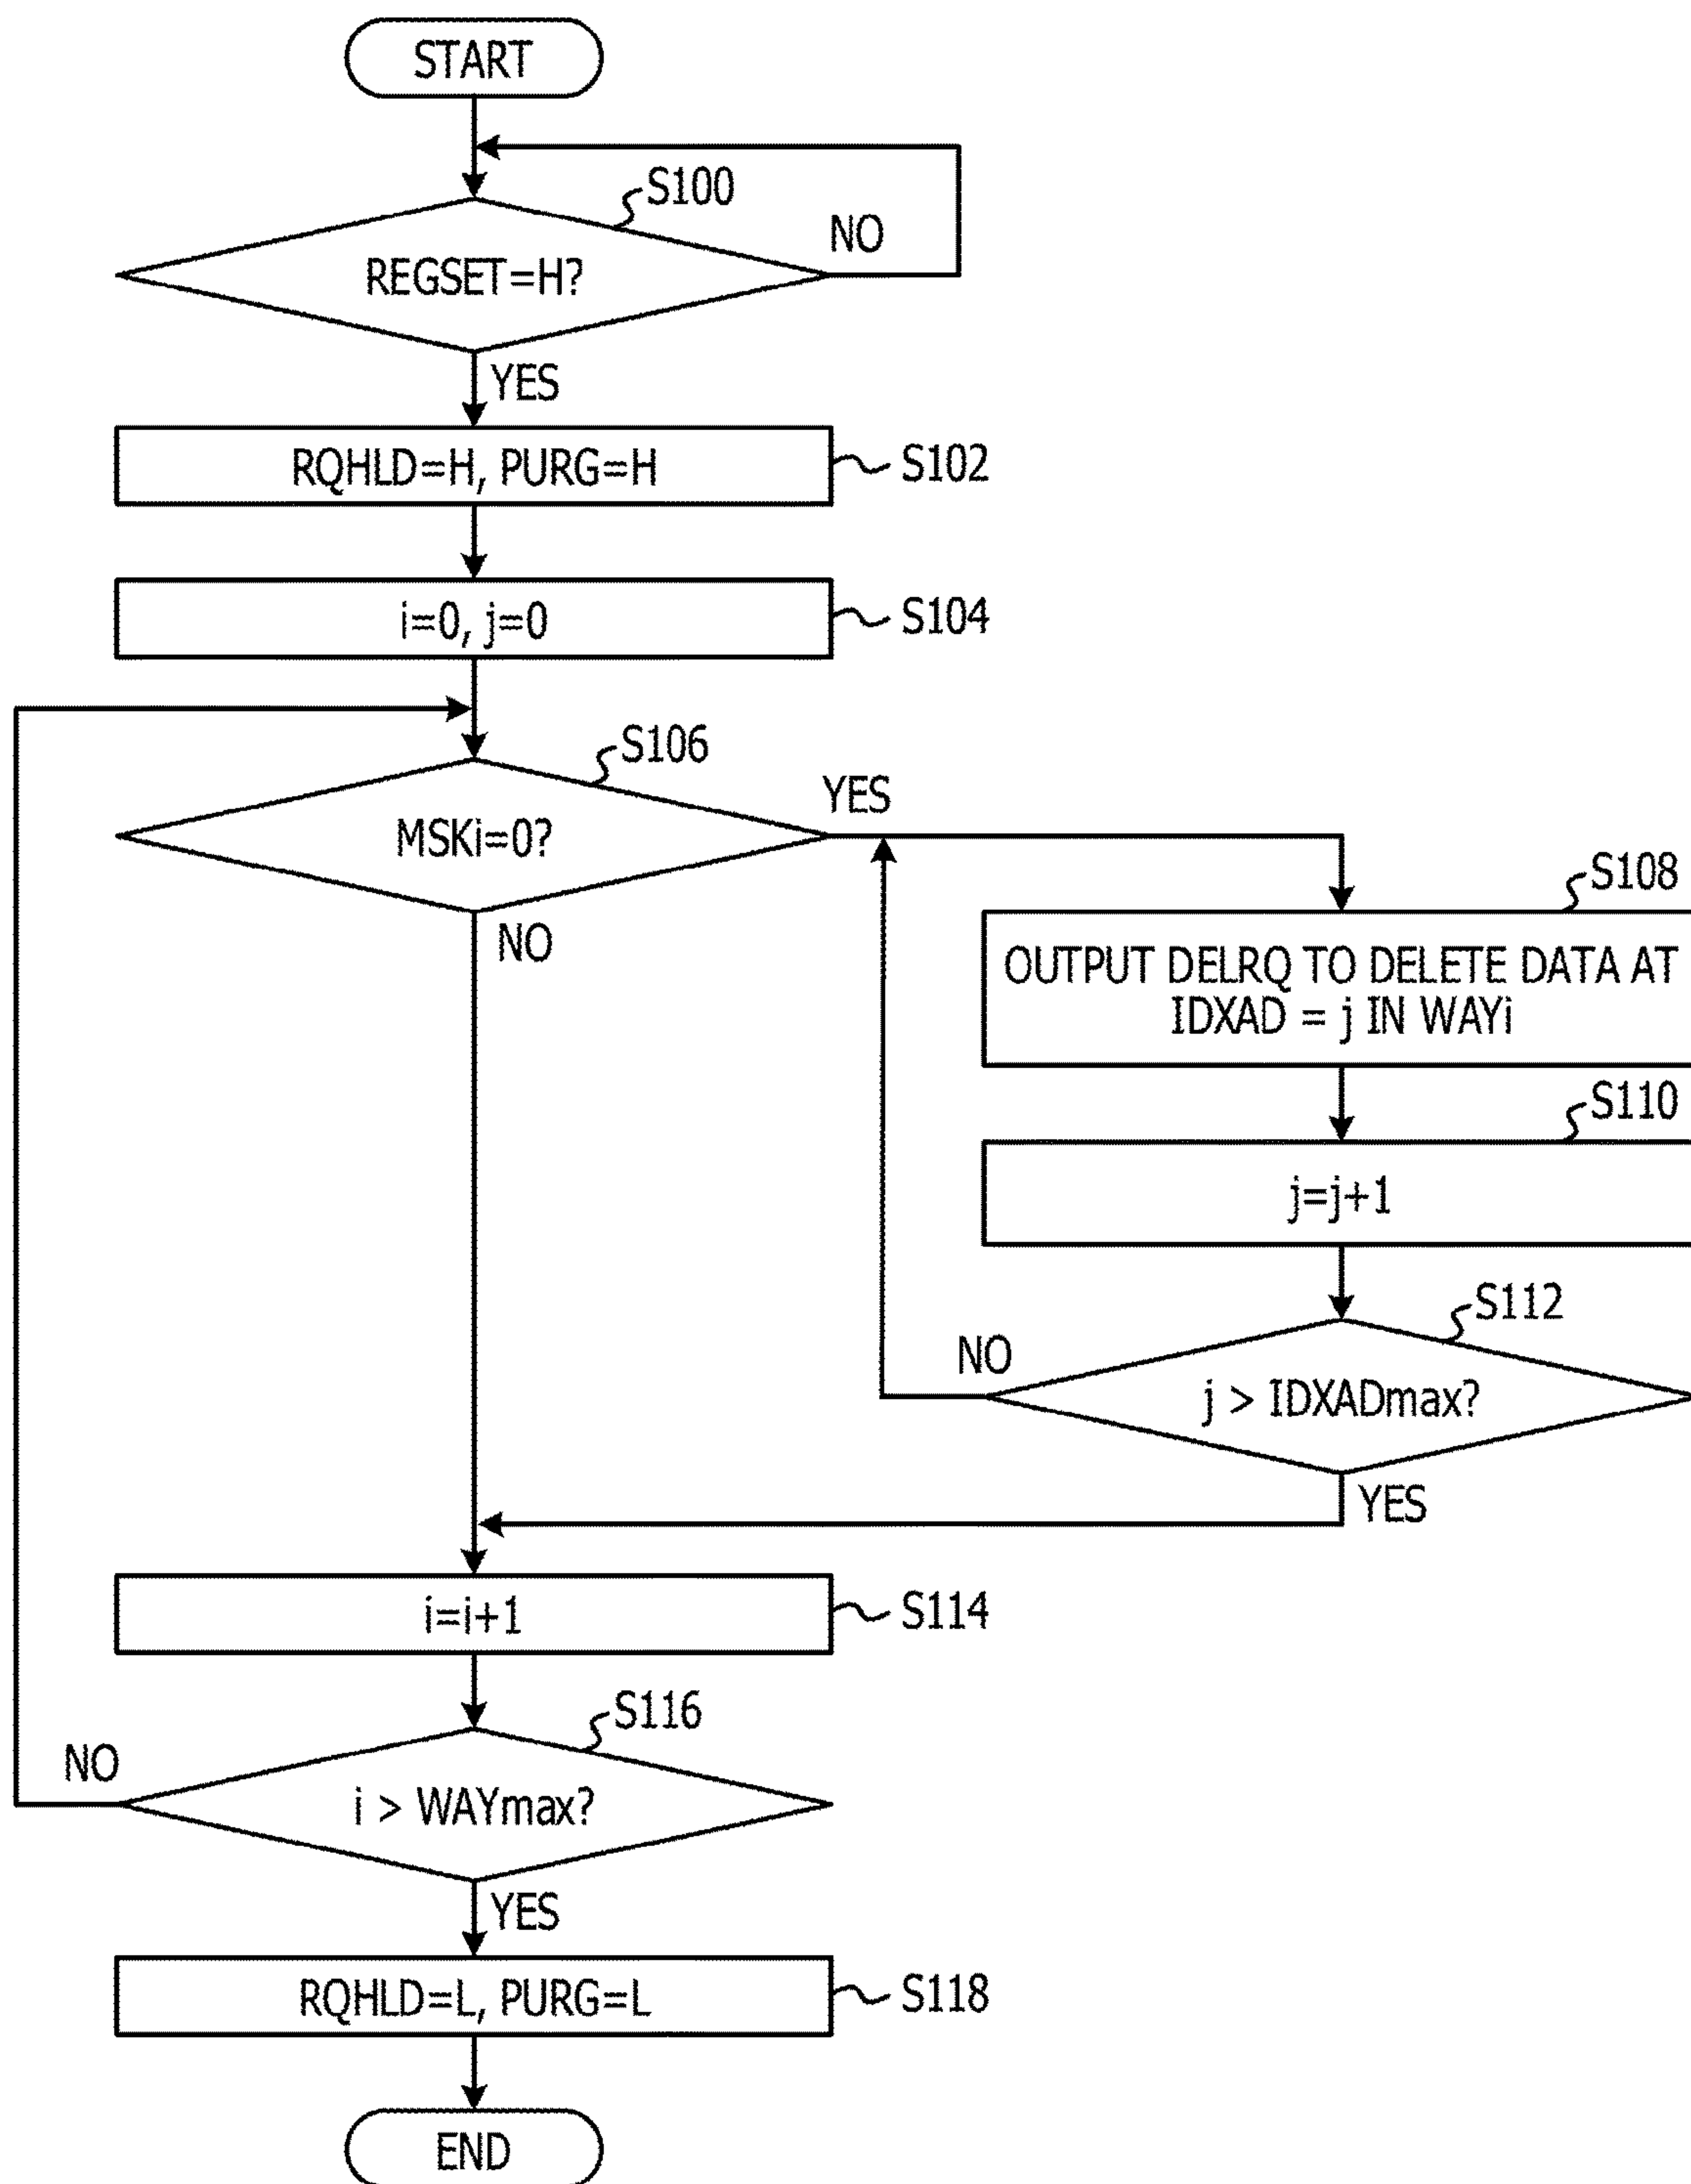 START
S100
NO
REGSET=H?
YES
RQHLD=H, PURG=H
S102
i=0, j=0
S104
S106
YES
MSKi=0?
NO
S108
OUTPUT DELRQ TO DELETE DATA AT
IDXAD = j IN WAYi
S110
j=j+1
S112
NO
j > IDXADmax?
YES
i=i+1
S114
S116
NO
i > WAYmax?
YES
RQHLD=L, PURG=L
S118
END